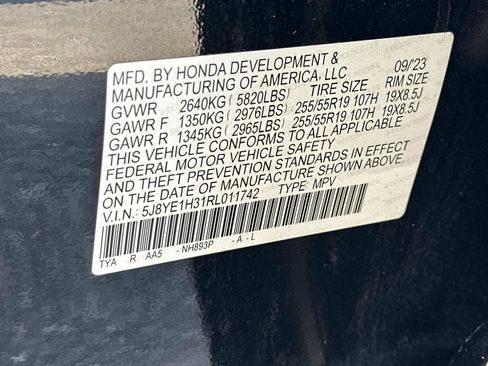 MFD. BY HONDA DEVELOPMENT & 09/23
MANUFACTURING OF AMERICA, LLC
GVWR 2640KG(5820LBS) TIRE SIZE RIM SIZE
GAWR F 1350KG(2976LBS) 255/55R19 107H 19X8.5J
GAWR R 1345KG(2965LBS) 255/55R19 107H 19X8.5J
THIS VEHICLE CONFORMS TO ALL APPLICABLE
FEDERAL MOTOR VEHICLE SAFETY
AND THEFT PREVENTION STANDARDS IN EFFECT
ON THE DATE OF MANUFACTURE SHOWN ABOVE.
V.I.N.: 5J8YE1H31RL011742 TYPE: MPV
TYA R AA5 -NH893P -A -L